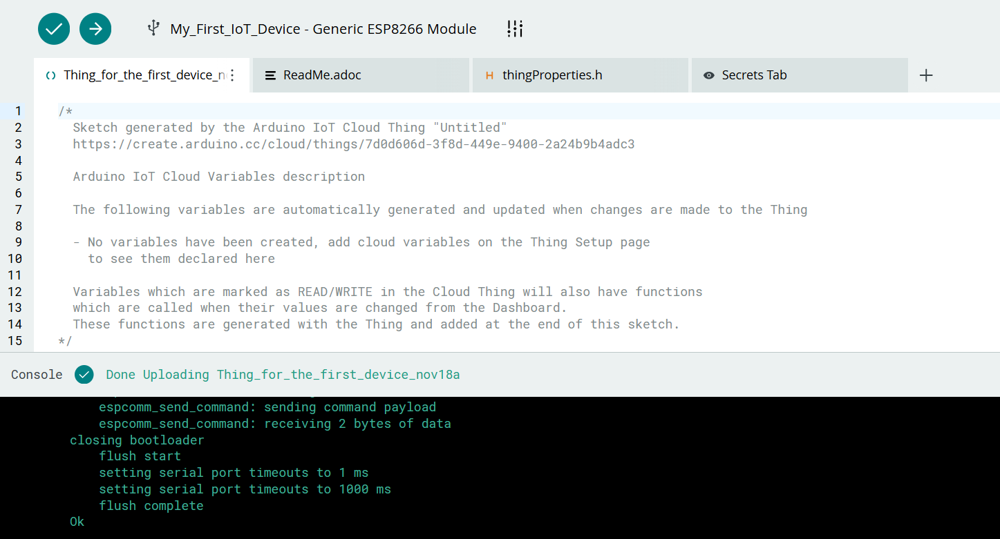 My_First_IoT_Device - Generic ESP8266 Module
Thing_for_the_first_device_n
ReadMe.adoc
H thingProperties.h
Secrets Tab
1 /*
2 Sketch generated by the Arduino IoT Cloud Thing "Untitled"
3 https://create.arduino.cc/cloud/things/7d0d606d-3f8d-449e-9400-2a24b9b4adc3
4
5 Arduino IoT Cloud Variables description
6
7 The following variables are automatically generated and updated when changes are made to the Thing
8
9 - No variables have been created, add cloud variables on the Thing Setup page
10 to see them declared here
11
12 Variables which are marked as READ/WRITE in the Cloud Thing will also have functions
13 which are called when their values are changed from the Dashboard.
14 These functions are generated with the Thing and added at the end of this sketch.
15 */
Console Done Uploading Thing_for_the_first_device_nov18a
espcomm_send_command: sending command payload
espcomm_send_command: receiving 2 bytes of data
closing bootloader
flush start
setting serial port timeouts to 1 ms
setting serial port timeouts to 1000 ms
flush complete
Ok